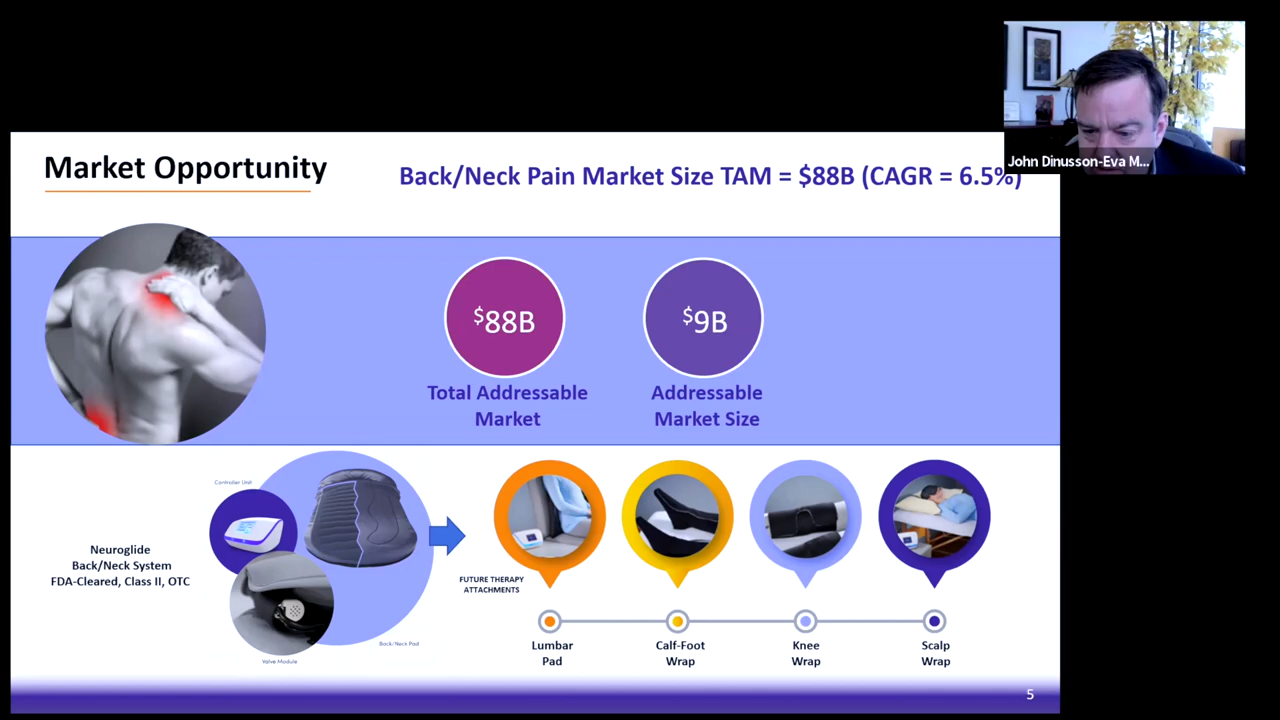 John Dinusson-Eva M...
Market Opportunity
Back/Neck Pain Market Size TAM = $88B (CAGR = 6.5%)
$88B
$9B
Total Addressable
Market
Addressable
Market Size
Controller Unit
Neuroglide
Back/Neck System
FDA-Cleared, Class II, OTC
Back/Neck Pad
Valve Module
FUTURE THERAPY
ATTACHMENTS
Lumbar
Pad
Calf-Foot
Wrap
Knee
Wrap
Scalp
Wrap
5